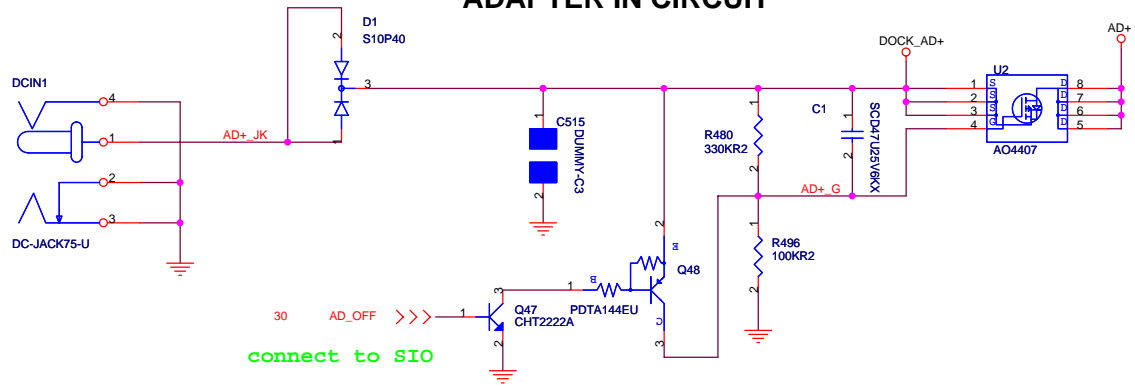 ADAPTER IN CIRCUIT
D1
S10P40
DOCK_AD+
AD+
DCIN1
2
3
U2
4
1
AD+_JK
1
1
C515
DUMMY-C3
2
1
R480
330KR2
2
C1
1
SCD47U25V6KX
2
1
2
3
4
S
S
S
G
D
D
D
D
8
7
6
5
AO4407
2
3
DC-JACK75-U
AD+_G
2
E
1
R496
100KR2
2
Q48
B
1
PDTA144EU
C
3
30
AD_OFF
1
3
Q47
CHT2222A
2
connect to SIO